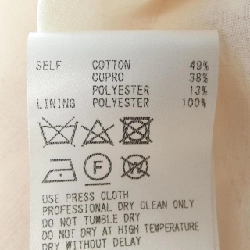 SELF COTTON 49%
CUPRO 38%
POLYESTER 13%
LINING POLYESTER 100%
F W
USE PRESS CLOTH
PROFESSIONAL DRY CLEAN ONLY
DO NOT TUMBLE DRY
DO NOT DRY AT HIGH TEMPERATURE
DRY WITHOUT DELAY